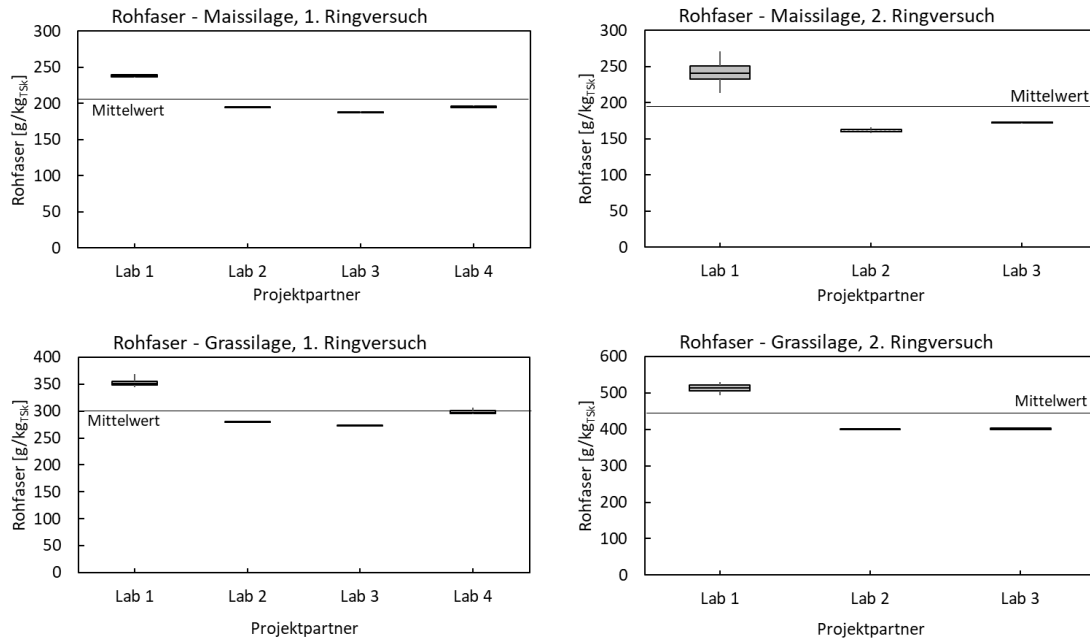 Rohfaser - Maissilage, 1. Ringversuch
300
250
200
150
100
50
0
Rohfaser [g/kgTSk]
Mittelwert
Lab 1 Lab 2 Lab 3 Lab 4
Projektpartner
Rohfaser - Maissilage, 2. Ringversuch
300
250
200
150
100
50
0
Rohfaser [g/kgTSk]
Mittelwert
Lab 1 Lab 2 Lab 3
Projektpartner
Rohfaser - Grassilage, 1. Ringversuch
400
350
300
250
200
150
100
50
0
Rohfaser [g/kgTSk]
Mittelwert
Lab 1 Lab 2 Lab 3 Lab 4
Projektpartner
Rohfaser - Grassilage, 2. Ringversuch
600
500
400
300
200
100
0
Rohfaser [g/kgTSk]
Mittelwert
Lab 1 Lab 2 Lab 3
Projektpartner